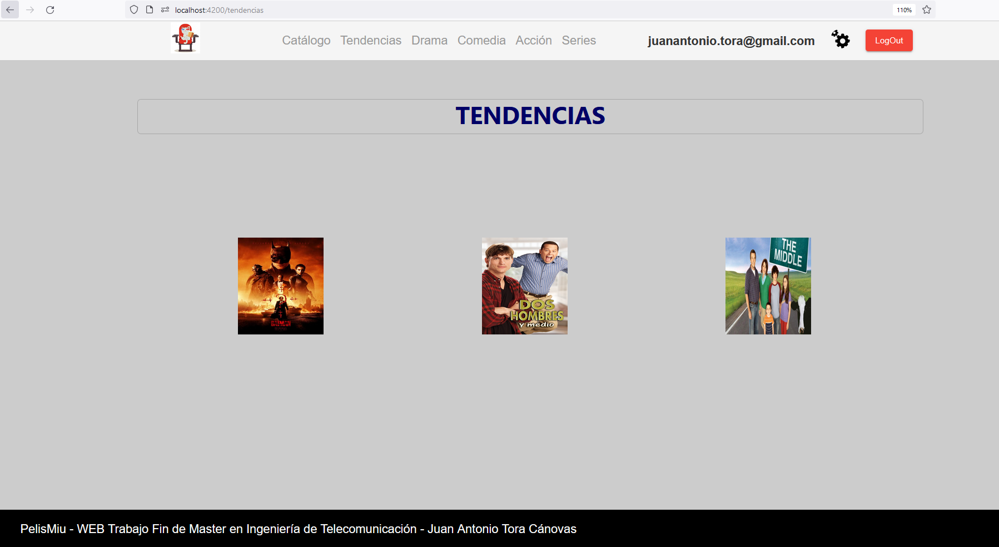 localhost:4200/tendencias
110%
Catálogo Tendencias Drama Comedia Acción Series juanantonio.tora@gmail.com LogOut
TENDENCIAS
THE
MIDDLE
DOS
HOMBRES
y medio
BATMAN
PelisMiu - WEB Trabajo Fin de Master en Ingeniería de Telecomunicación - Juan Antonio Tora Cánovas